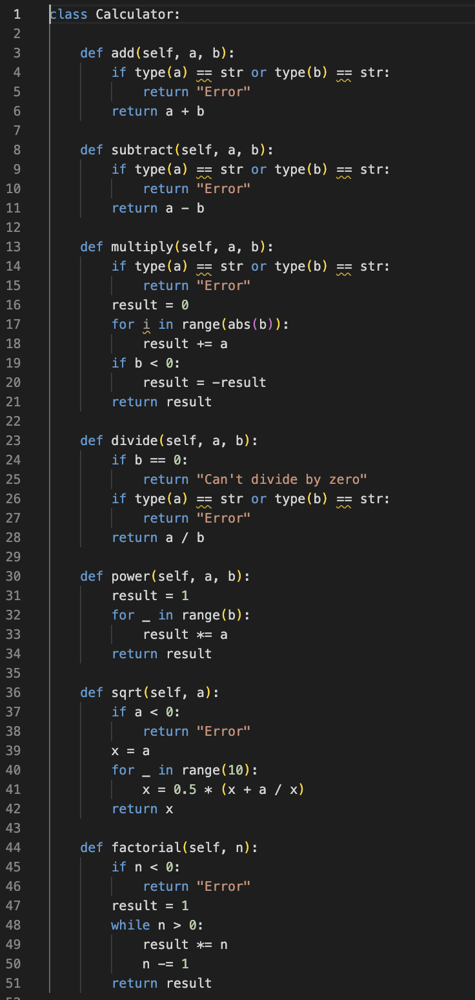 1 class Calculator:
2
3     def add(self, a, b):
4         if type(a) == str or type(b) == str:
5             return "Error"
6         return a + b
7
8     def subtract(self, a, b):
9         if type(a) == str or type(b) == str:
10             return "Error"
11         return a - b
12
13     def multiply(self, a, b):
14         if type(a) == str or type(b) == str:
15             return "Error"
16         result = 0
17         for i in range(abs(b)):
18             result += a
19         if b < 0:
20             result = -result
21         return result
22
23     def divide(self, a, b):
24         if b == 0:
25             return "Can't divide by zero"
26         if type(a) == str or type(b) == str:
27             return "Error"
28         return a / b
29
30     def power(self, a, b):
31         result = 1
32         for _ in range(b):
33             result *= a
34         return result
35
36     def sqrt(self, a):
37         if a < 0:
38             return "Error"
39         x = a
40         for _ in range(10):
41             x = 0.5 * (x + a / x)
42         return x
43
44     def factorial(self, n):
45         if n < 0:
46             return "Error"
47         result = 1
48         while n > 0:
49             result *= n
50             n -= 1
51         return result